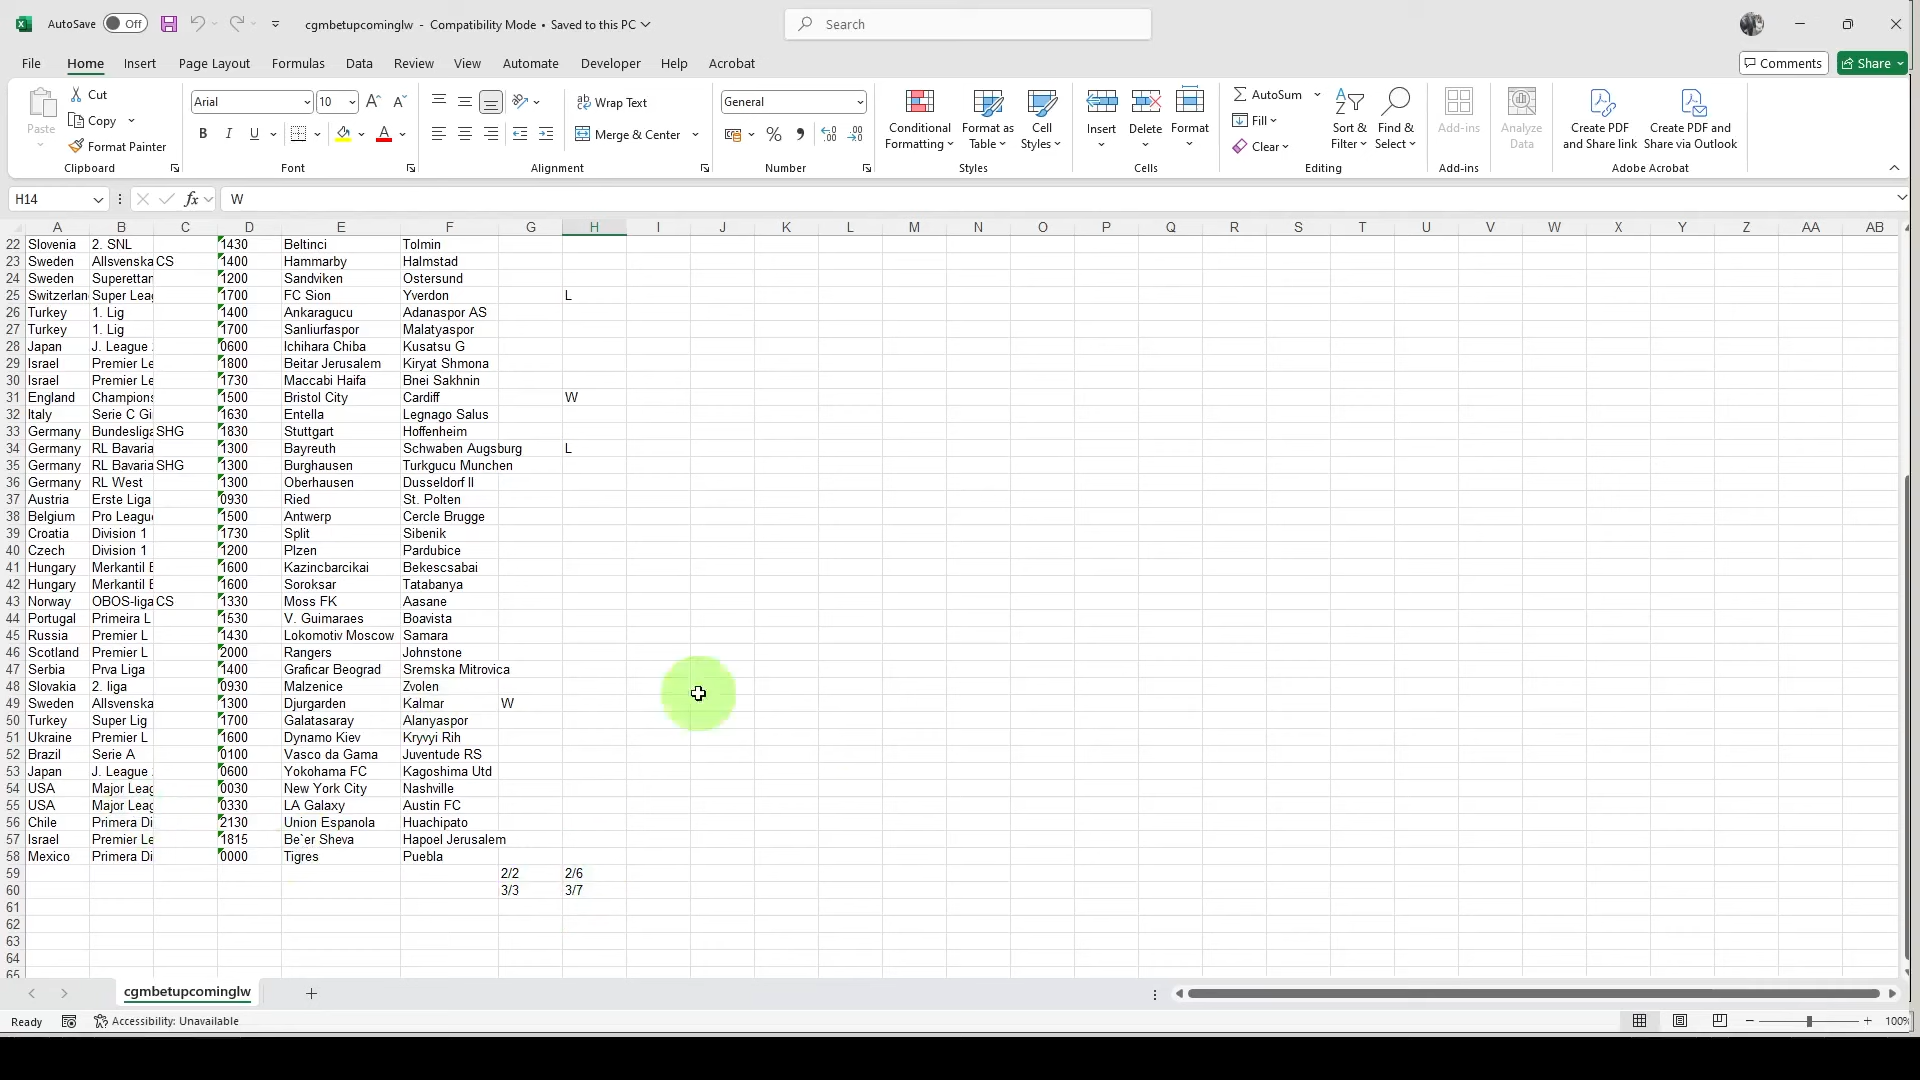 AutoSave Off cgmbetupcominglw - Compatibility Mode • Saved to this PC Search
File Home Insert Page Layout Formulas Data Review View Automate Developer Help Acrobat Comments Share
Paste Cut Copy Format Painter Clipboard
Arial 10 B I U A Font
Wrap Text Merge & Center Alignment
General % , Number
Conditional Formatting Format as Table Cell Styles Styles
Insert Delete Format Cells
AutoSum Fill Clear Sort & Filter Find & Select Editing
Add-ins Add-ins
Analyze Data
Create PDF and Share link Create PDF and Share via Outlook Adobe Acrobat
H14 fx W
A B C D E F G H I J K L M N O P Q R S T U V W X Y Z AA AB
22 Slovenia 2. SNL 1430 Beltinci Tolmin
23 Sweden Allsvenska CS 1400 Hammarby Halmstad
24 Sweden Superettan 1200 Sandviken Ostersund
25 Switzerlan Super Leag 1700 FC Sion Yverdon L
26 Turkey 1. Lig 1400 Ankaragucu Adanaspor AS
27 Turkey 1. Lig 1700 Sanliurfaspor Malatyaspor
28 Japan J. League 0600 Ichihara Chiba Kusatsu G
29 Israel Premier Le 1800 Beitar Jerusalem Kiryat Shmona
30 Israel Premier Le 1730 Maccabi Haifa Bnei Sakhnin
31 England Champions 1500 Bristol City Cardiff W
32 Italy Serie C Gi 1630 Entella Legnago Salus
33 Germany Bundesliga SHG 1830 Stuttgart Hoffenheim
34 Germany RL Bavaria 1300 Bayreuth Schwaben Augsburg L
35 Germany RL Bavaria SHG 1300 Burghausen Turkgucu Munchen
36 Germany RL West 1300 Oberhausen Dusseldorf II
37 Austria Erste Liga 0930 Ried St. Polten
38 Belgium Pro League 1500 Antwerp Cercle Brugge
39 Croatia Division 1 1730 Split Sibenik
40 Czech Division 1 1200 Plzen Pardubice
41 Hungary Merkantil B 1600 Kazincbarcikai Bekescsabai
42 Hungary Merkantil B 1600 Soroksar Tatabanya
43 Norway OBOS-liga CS 1330 Moss FK Aasane
44 Portugal Primeira L 1530 V. Guimaraes Boavista
45 Russia Premier L 1430 Lokomotiv Moscow Samara
46 Scotland Premier L 2000 Rangers Johnstone
47 Serbia Prva Liga 1400 Graficar Beograd Sremska Mitrovica
48 Slovakia 2. liga 0930 Malzenice Zvolen
49 Sweden Allsvenska 1300 Djurgarden Kalmar W
50 Turkey Super Lig 1700 Galatasaray Alanyaspor
51 Ukraine Premier L 1600 Dynamo Kiev Kryvyi Rih
52 Brazil Serie A 0100 Vasco da Gama Juventude RS
53 Japan J. League 0600 Yokohama FC Kagoshima Utd
54 USA Major Leag 0030 New York City Nashville
55 USA Major Leag 0330 LA Galaxy Austin FC
56 Chile Primera Di 2130 Union Espanola Huachipato
57 Israel Premier Le 1815 Be`er Sheva Hapoel Jerusalem
58 Mexico Primera Di 0000 Tigres Puebla
59 2/2 2/6
60 3/3 3/7
61
62
63
64
65
cgmbetupcominglw
Ready Accessibility: Unavailable 100%